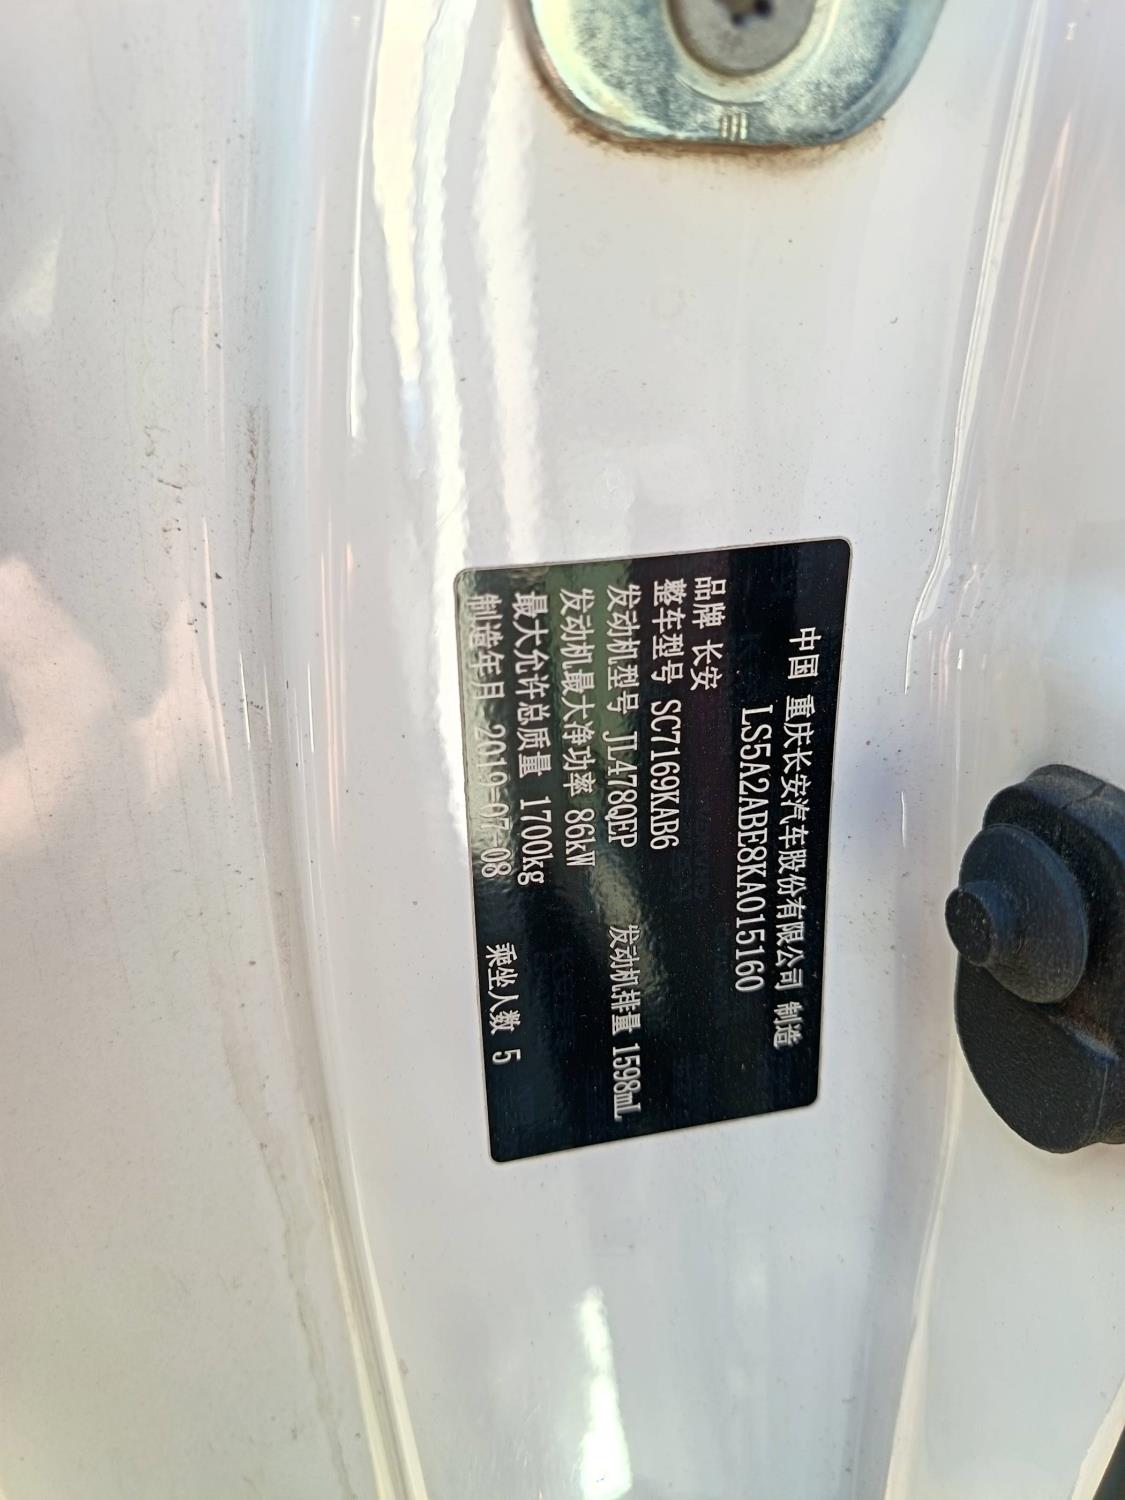 中国 重庆长安汽车股份有限公司 制造
LS5A2ABE8KA015160
品牌 长安
整车型号 SC7169KAB6
发动机型号 JL478QEP 发动机排量 1598mL
发动机最大净功率 86kW
最大允许总质量 1700kg
制造年月 2019-07-08 乘坐人数 5